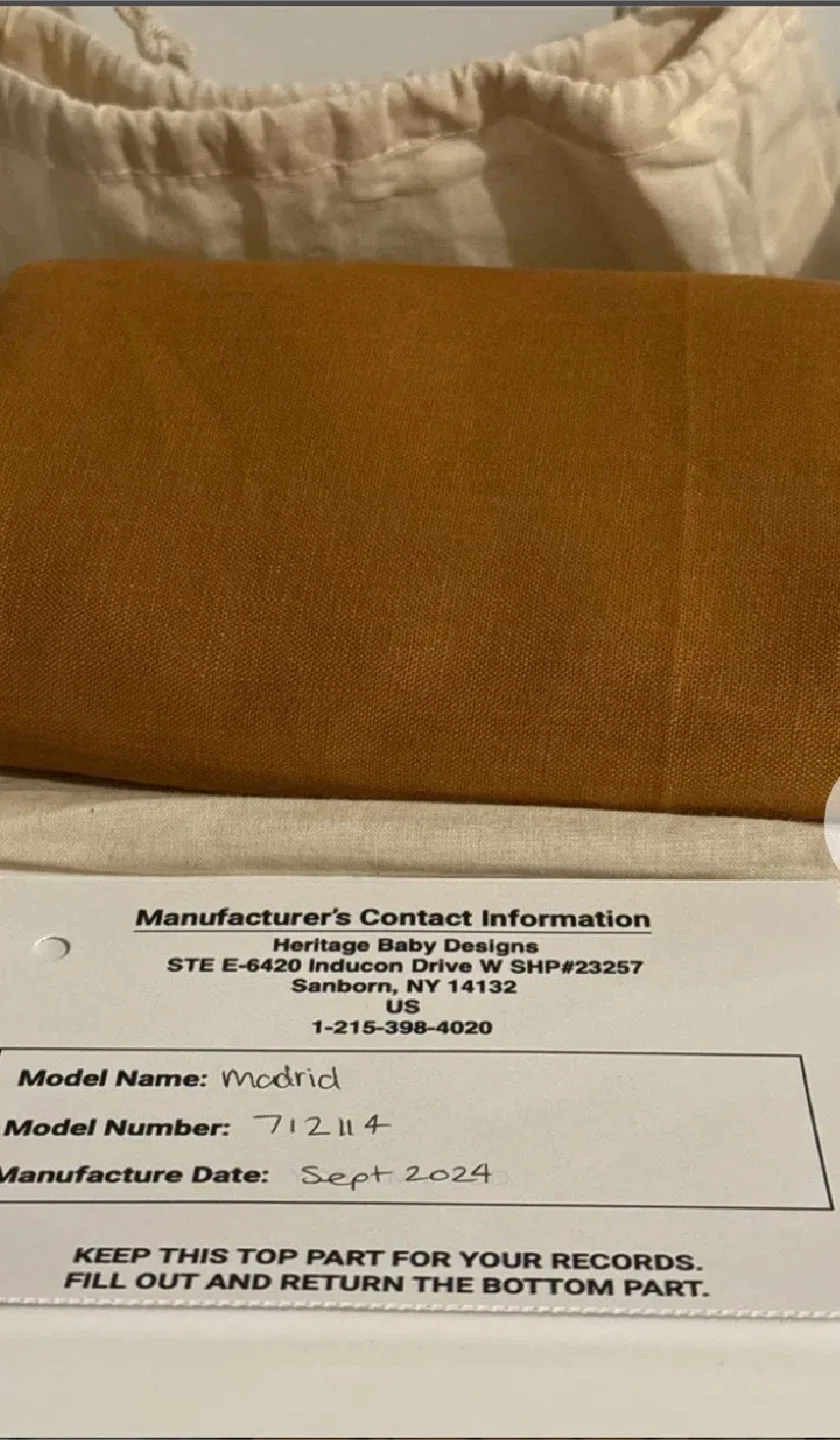 Manufacturer's Contact Information
Heritage Baby Designs
STE E-6420 Inducon Drive W SHP#23257
Sanborn, NY 14132
US
1-215-398-4020
Model Name: Madrid
Model Number: 712114
Manufacture Date: Sept 2024
KEEP THIS TOP PART FOR YOUR RECORDS.
FILL OUT AND RETURN THE BOTTOM PART.